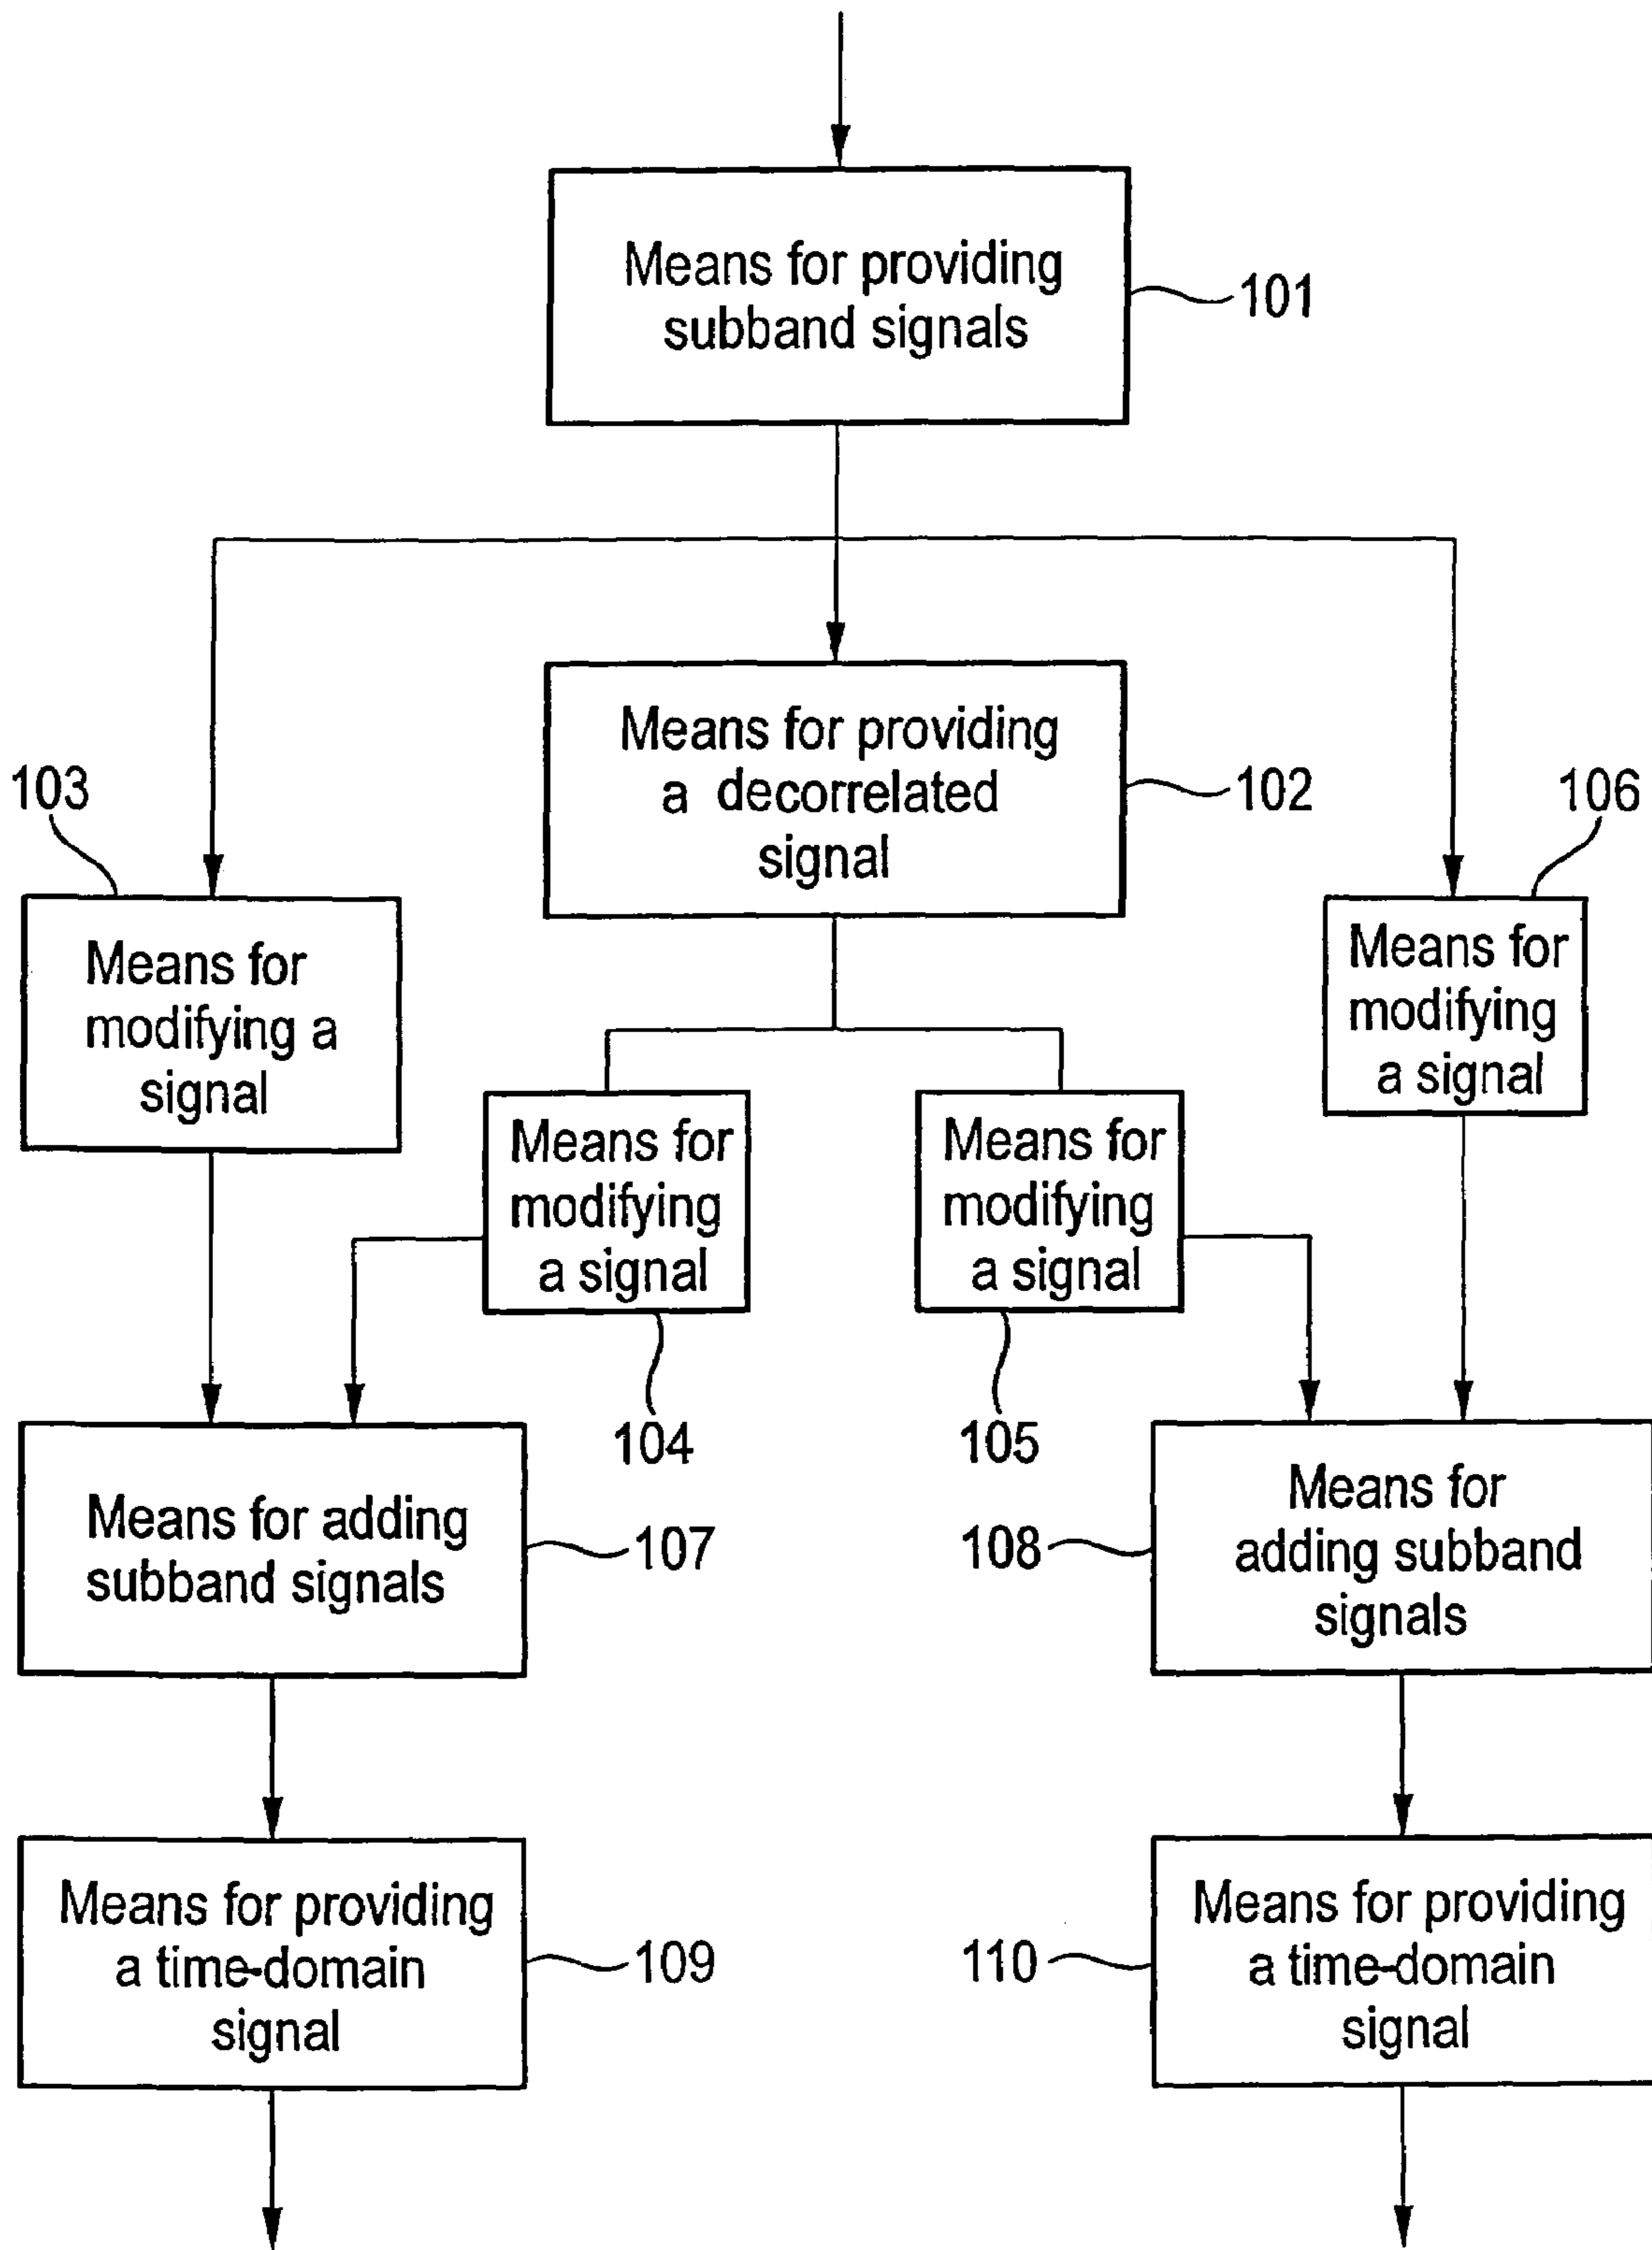 Means for providing
subband signals
101
Means for providing
a decorrelated
signal
102
103
106
Means for
modifying a
signal
Means for
modifying
a signal
Means for
modifying
a signal
Means for
modifying
a signal
104
105
Means for adding
subband signals
107
108
Means for
adding subband
signals
Means for providing
a time-domain
signal
109
110
Means for providing
a time-domain
signal